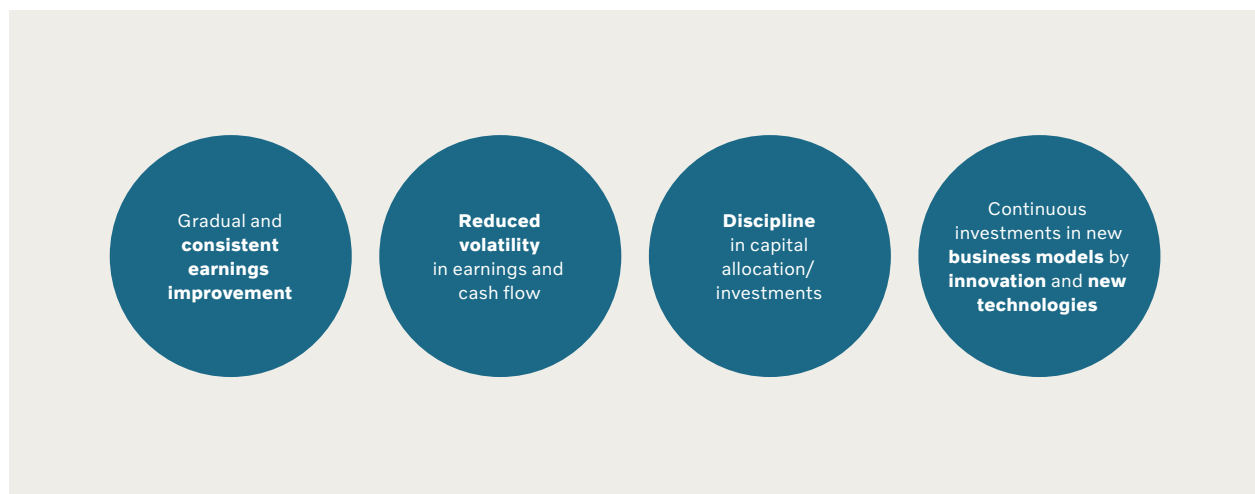 Gradual and
consistent
earnings
improvement
Reduced
volatility
in earnings and
cash flow
Discipline
in capital
allocation/
investments
Continuous
investments in new
business models by
innovation and new
technologies